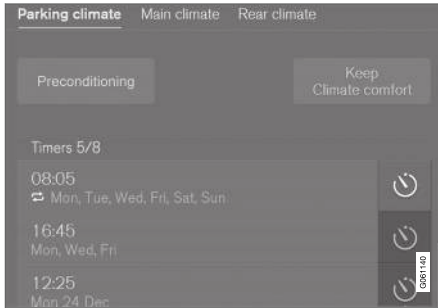 Parking climate Main climate Rear climate
Preconditioning
Keep
Climate comfort
Timers 5/8
08:05
Mon, Tue, Wed, Fri, Sat, Sun
16:45
Mon, Wed, Fri
12:25
Mon 24 Dec
G061140